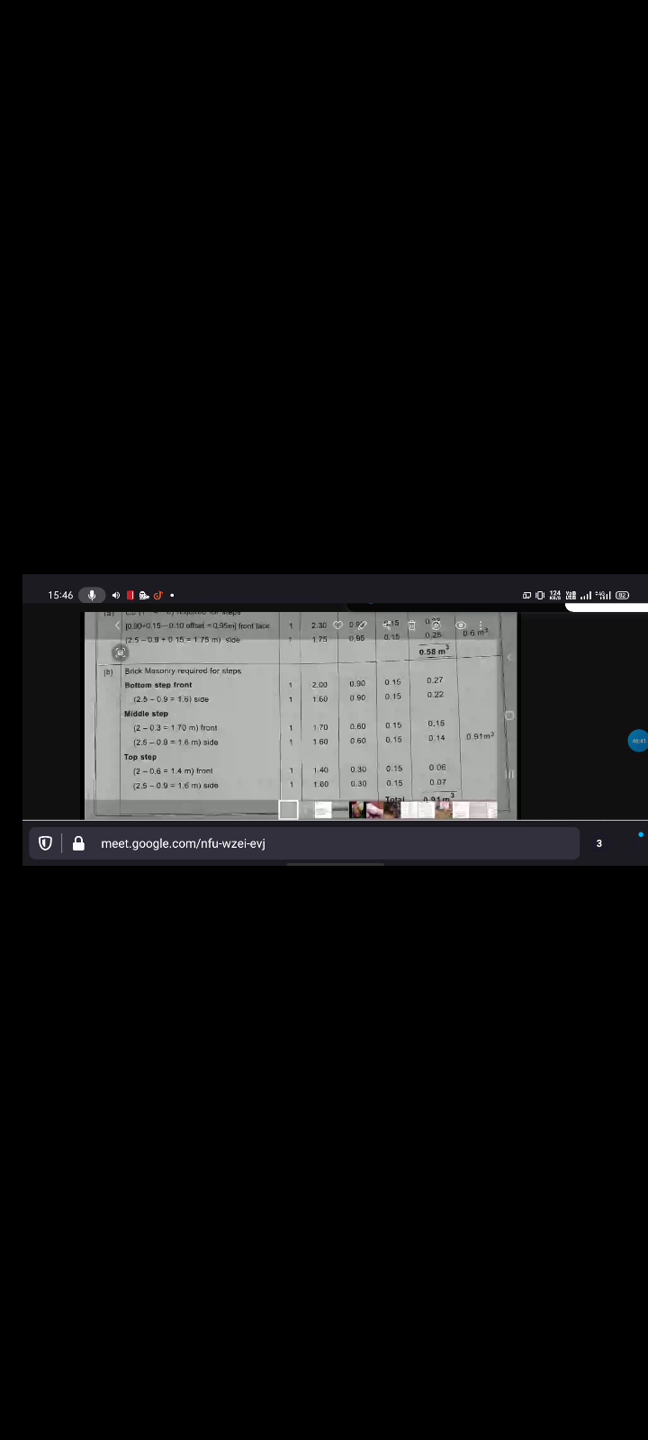 15:46
[0.90+0.15—0.10 offset = 0.95m] front face 1 2.30 0.15
(2.5 – 0.9 + 0.15 = 1.75 m) side 1 1.75 0.95 0.15 0.25 0.6 m³
0.58 m³
(b) Brick Masonry required for steps
Bottom step front 1 2.00 0.90 0.15 0.27
(2.5 – 0.9 = 1.6) side 1 1.60 0.90 0.15 0.22
Middle step
(2 – 0.3 = 1.70 m) front 1 1.70 0.60 0.15 0.15
(2.5 – 0.9 = 1.6 m) side 1 1.60 0.60 0.15 0.14 0.91m³
Top step
(2 – 0.6 = 1.4 m) front 1 1.40 0.30 0.15 0.06
(2.5 – 0.9 = 1.6 m) side 1 1.60 0.30 0.15 0.07
Total 0.91 m³
meet.google.com/nfu-wzei-evj 3